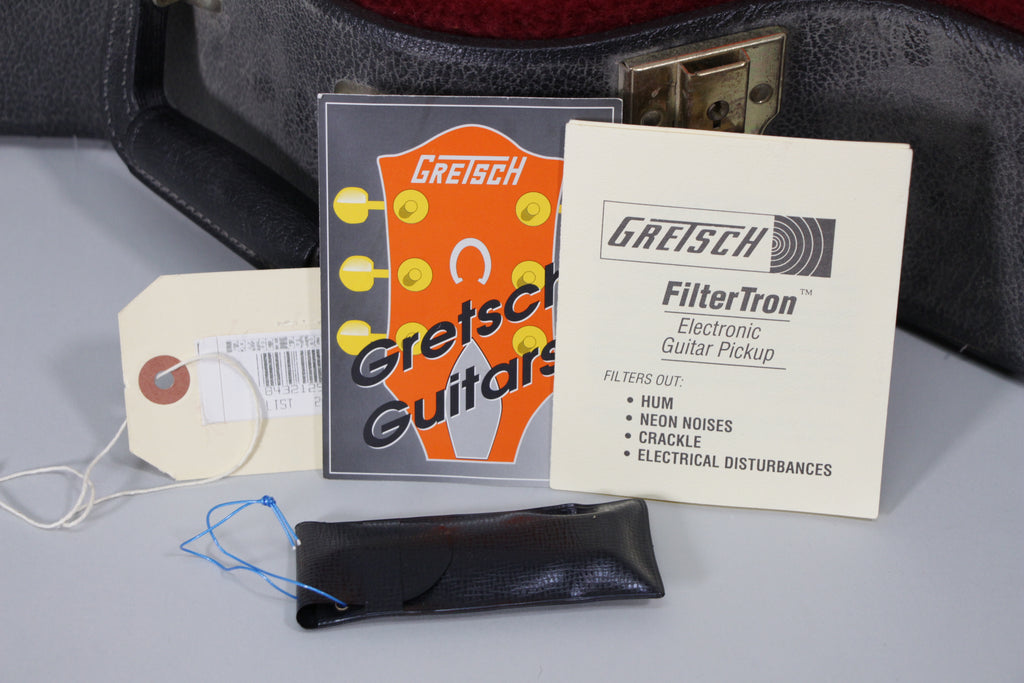 GRETSCH
Gretsch
Guitars
GRETSCH
FilterTron™
Electronic
Guitar Pickup
FILTERS OUT:
• HUM
• NEON NOISES
• CRACKLE
• ELECTRICAL DISTURBANCES